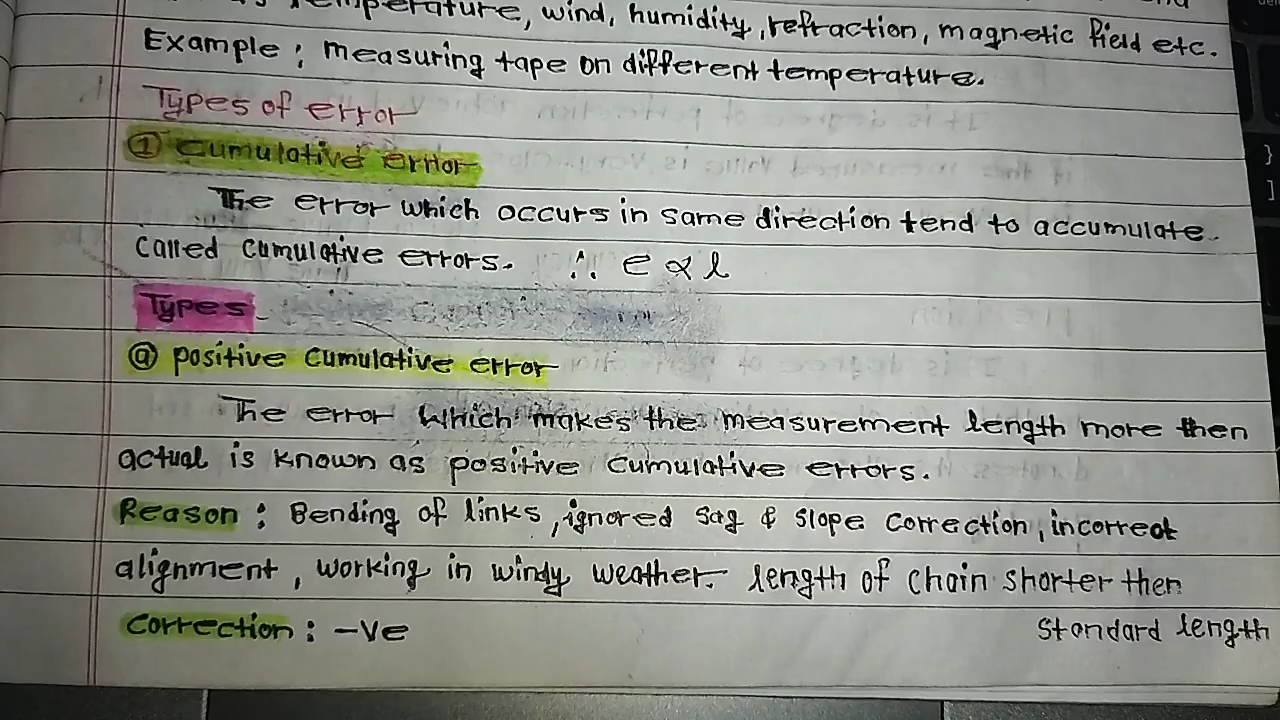 temperature, wind, humidity, refraction, magnetic field etc.
Example : measuring tape on different temperature.
Types of error
① cumulative error
The error which occurs in same direction tend to accumulate.
called cumulative errors. ∴ e ∝ l
Types
ⓐ positive cumulative error
The error which makes the measurement length more then
actual is known as positive cumulative errors.
Reason : Bending of links, ignored sag & slope correction, incorrect
alignment, working in windy weather. length of chain shorter then
standard length
correction : -ve